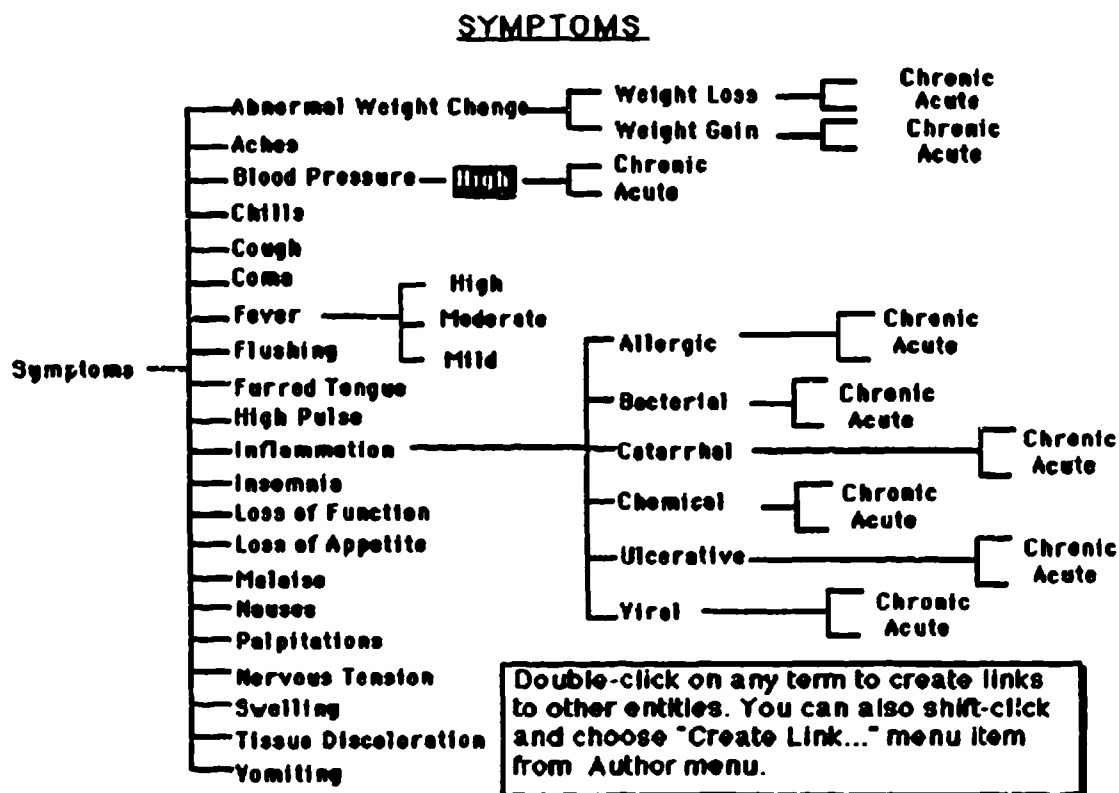 SYMPTOMS
Abnormal Weight Change
Weight Loss
Chronic
Acute
Weight Gain
Chronic
Acute
Aches
Blood Pressure
High
Chronic
Acute
Chills
Cough
Coma
Fever
High
Moderate
Mild
Flushing
Furred Tongue
High Pulse
Symptoms
Inflammation
Allergic
Chronic
Acute
Bacterial
Chronic
Acute
Catarrhal
Chronic
Acute
Chemical
Chronic
Acute
Ulcerative
Chronic
Acute
Viral
Chronic
Acute
Insomnia
Loss of Function
Loss of Appetite
Malaise
Nausea
Palpitations
Nervous Tension
Swelling
Tissue Discoloration
Vomiting
Double-click on any term to create links
to other entities. You can also shift-click
and choose "Create Link..." menu item
from Author menu.